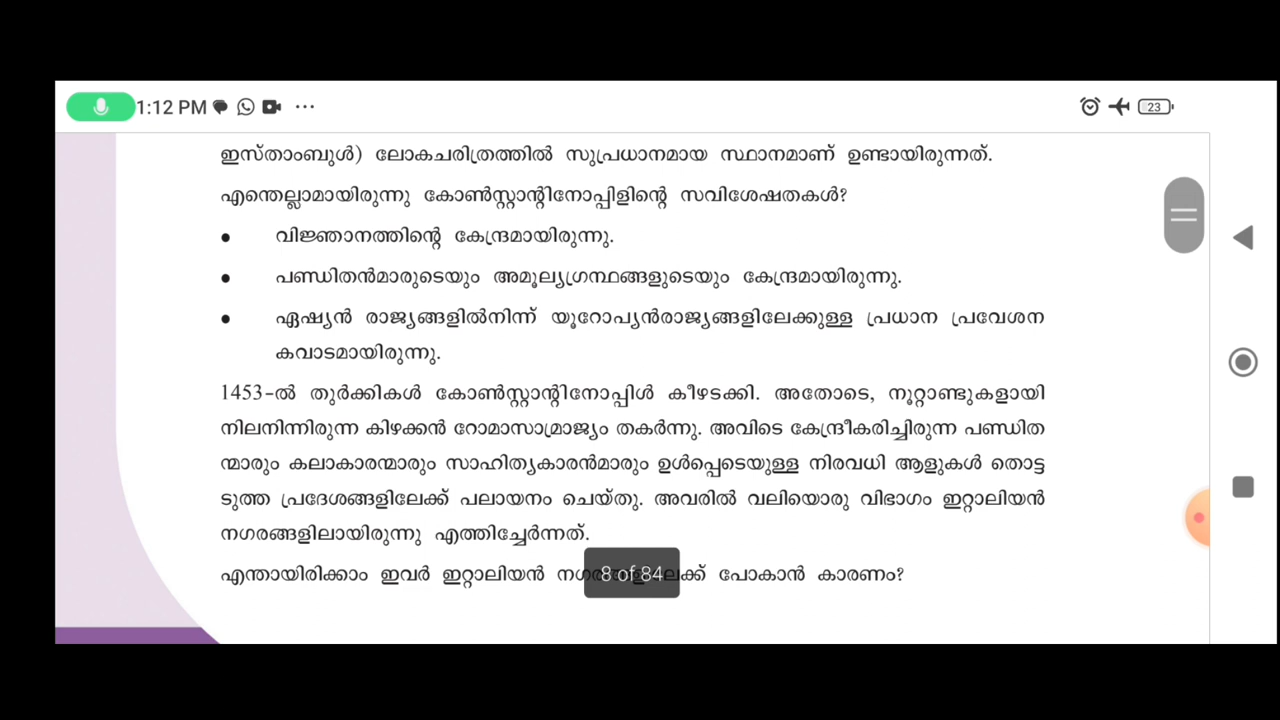 1:12 PM
23
ഇസ്താംബുൾ) ലോകചരിത്രത്തിൽ സുപ്രധാനമായ സ്ഥാനമാണ് ഉണ്ടായിരുന്നത്.
എന്തെല്ലാമായിരുന്നു കോൺസ്റ്റാന്റിനോപ്പിളിന്റെ സവിശേഷതകൾ?
● വിജ്ഞാനത്തിന്റെ കേന്ദ്രമായിരുന്നു.
● പണ്ഡിതൻമാരുടെയും അമൂല്യഗ്രന്ഥങ്ങളുടെയും കേന്ദ്രമായിരുന്നു.
● ഏഷ്യൻ രാജ്യങ്ങളിൽനിന്ന് യൂറോപ്യൻരാജ്യങ്ങളിലേക്കുള്ള പ്രധാന പ്രവേശന
കവാടമായിരുന്നു.
1453-ൽ തുർക്കികൾ കോൺസ്റ്റാന്റിനോപ്പിൾ കീഴടക്കി. അതോടെ, നൂറ്റാണ്ടുകളായി
നിലനിന്നിരുന്ന കിഴക്കൻ റോമാസാമ്രാജ്യം തകർന്നു. അവിടെ കേന്ദ്രീകരിച്ചിരുന്ന പണ്ഡിത
ന്മാരും കലാകാരന്മാരും സാഹിത്യകാരൻമാരും ഉൾപ്പെടെയുള്ള നിരവധി ആളുകൾ തൊട്ട
ടുത്ത പ്രദേശങ്ങളിലേക്ക് പലായനം ചെയ്തു. അവരിൽ വലിയൊരു വിഭാഗം ഇറ്റാലിയൻ
നഗരങ്ങളിലായിരുന്നു എത്തിച്ചേർന്നത്.
എന്തായിരിക്കാം ഇവർ ഇറ്റാലിയൻ പോകാൻ കാരണം?
8 of 84